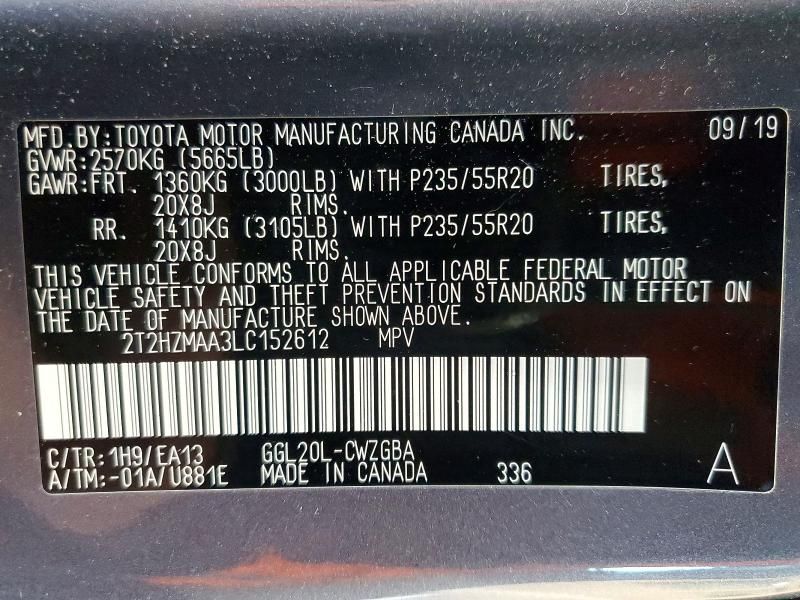 MFD.BY:TOYOTA MOTOR MANUFACTURING CANADA INC. 09/19
GVWR:2570KG (5665LB)
GAWR:FRT. 1360KG (3000LB) WITH P235/55R20 TIRES,
20X8J RIMS.
RR. 1410KG (3105LB) WITH P235/55R20 TIRES,
20X8J RIMS.
THIS VEHICLE CONFORMS TO ALL APPLICABLE FEDERAL MOTOR
VEHICLE SAFETY AND THEFT PREVENTION STANDARDS IN EFFECT ON
THE DATE OF MANUFACTURE SHOWN ABOVE.
2T2HZMAA3LC152612 MPV
C/TR:1H9/EA13 GGL20L-CWZGBA
A/TM:-01A/U881E MADE IN CANADA 336 A